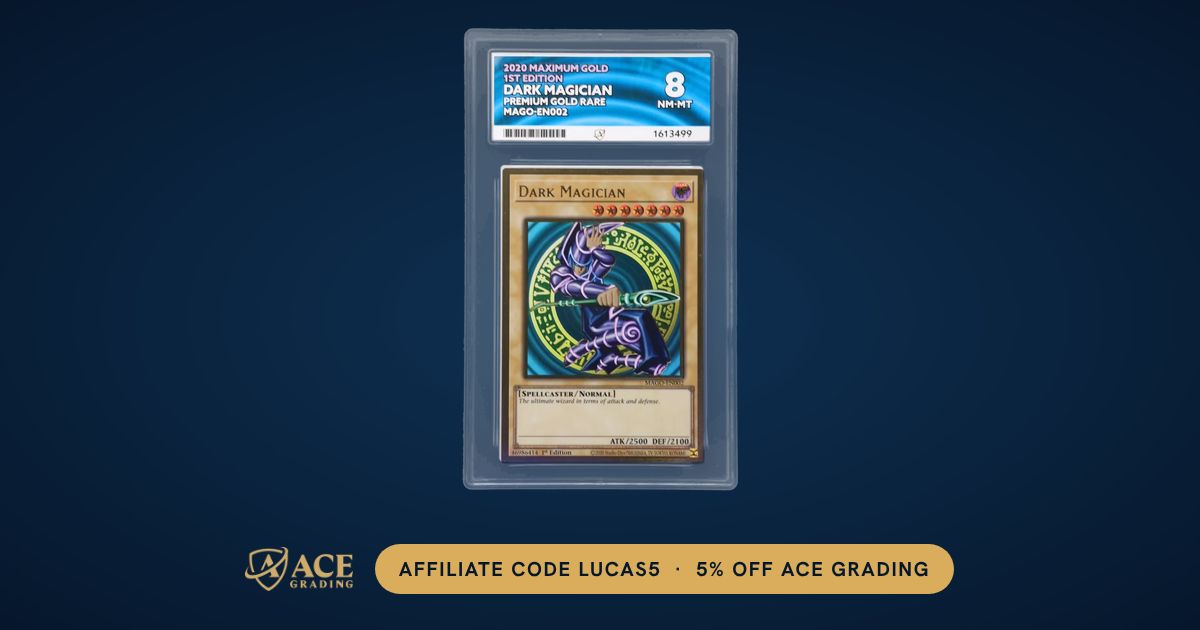 2020 MAXIMUM GOLD
1ST EDITION
DARK MAGICIAN
PREMIUM GOLD RARE
MAGO-EN002
8
NM-MT
1613499
DARK MAGICIAN
MAGO-EN002
[SPELLCASTER/NORMAL]
The ultimate wizard in terms of attack and defense.
ATK/2500 DEF/2100
46986414 1st Edition
ACE
GRADING
AFFILIATE CODE LUCAS5 · 5% OFF ACE GRADING